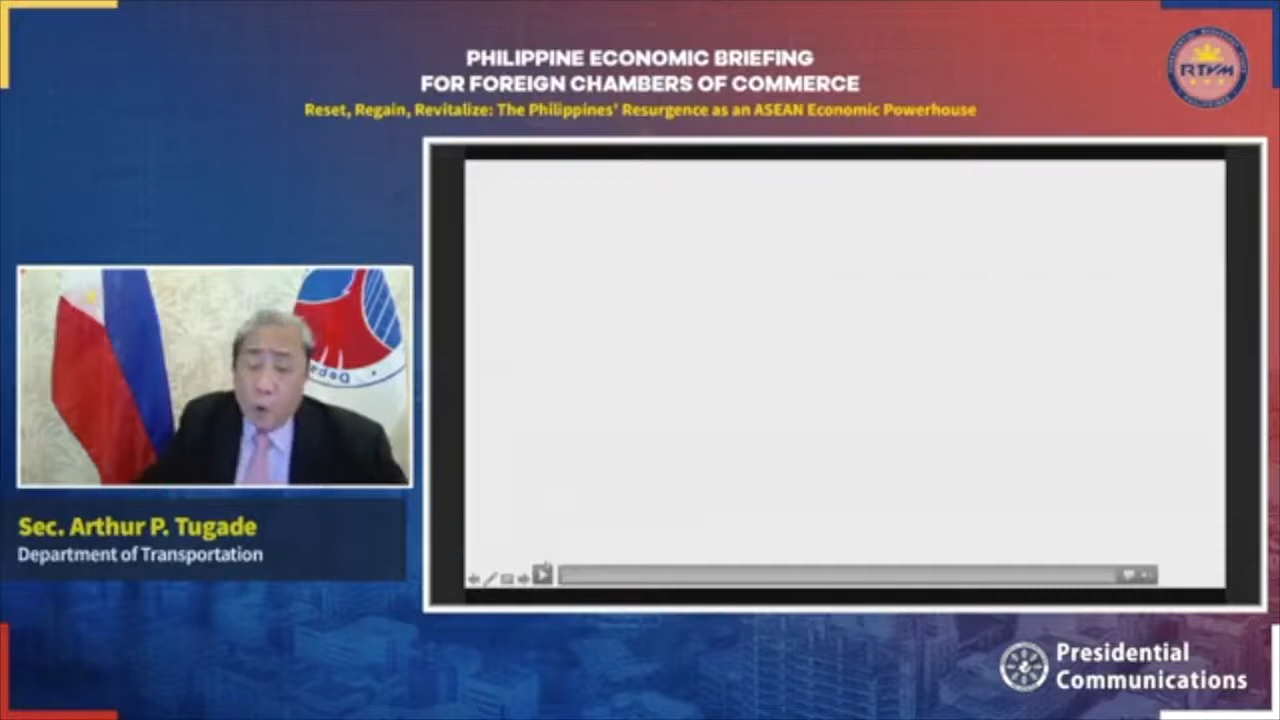 PHILIPPINE ECONOMIC BRIEFING
FOR FOREIGN CHAMBERS OF COMMERCE
Reset, Regain, Revitalize: The Philippines' Resurgence as an ASEAN Economic Powerhouse
RTVM
Sec. Arthur P. Tugade
Department of Transportation
Presidential
Communications